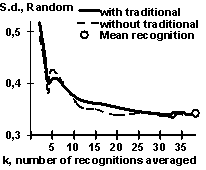 S.d., Random
with traditional
without traditional
Mean recognition
0,5
0,4
0,3
5 10 15 20 25 30 35
k, number of recognitions averaged